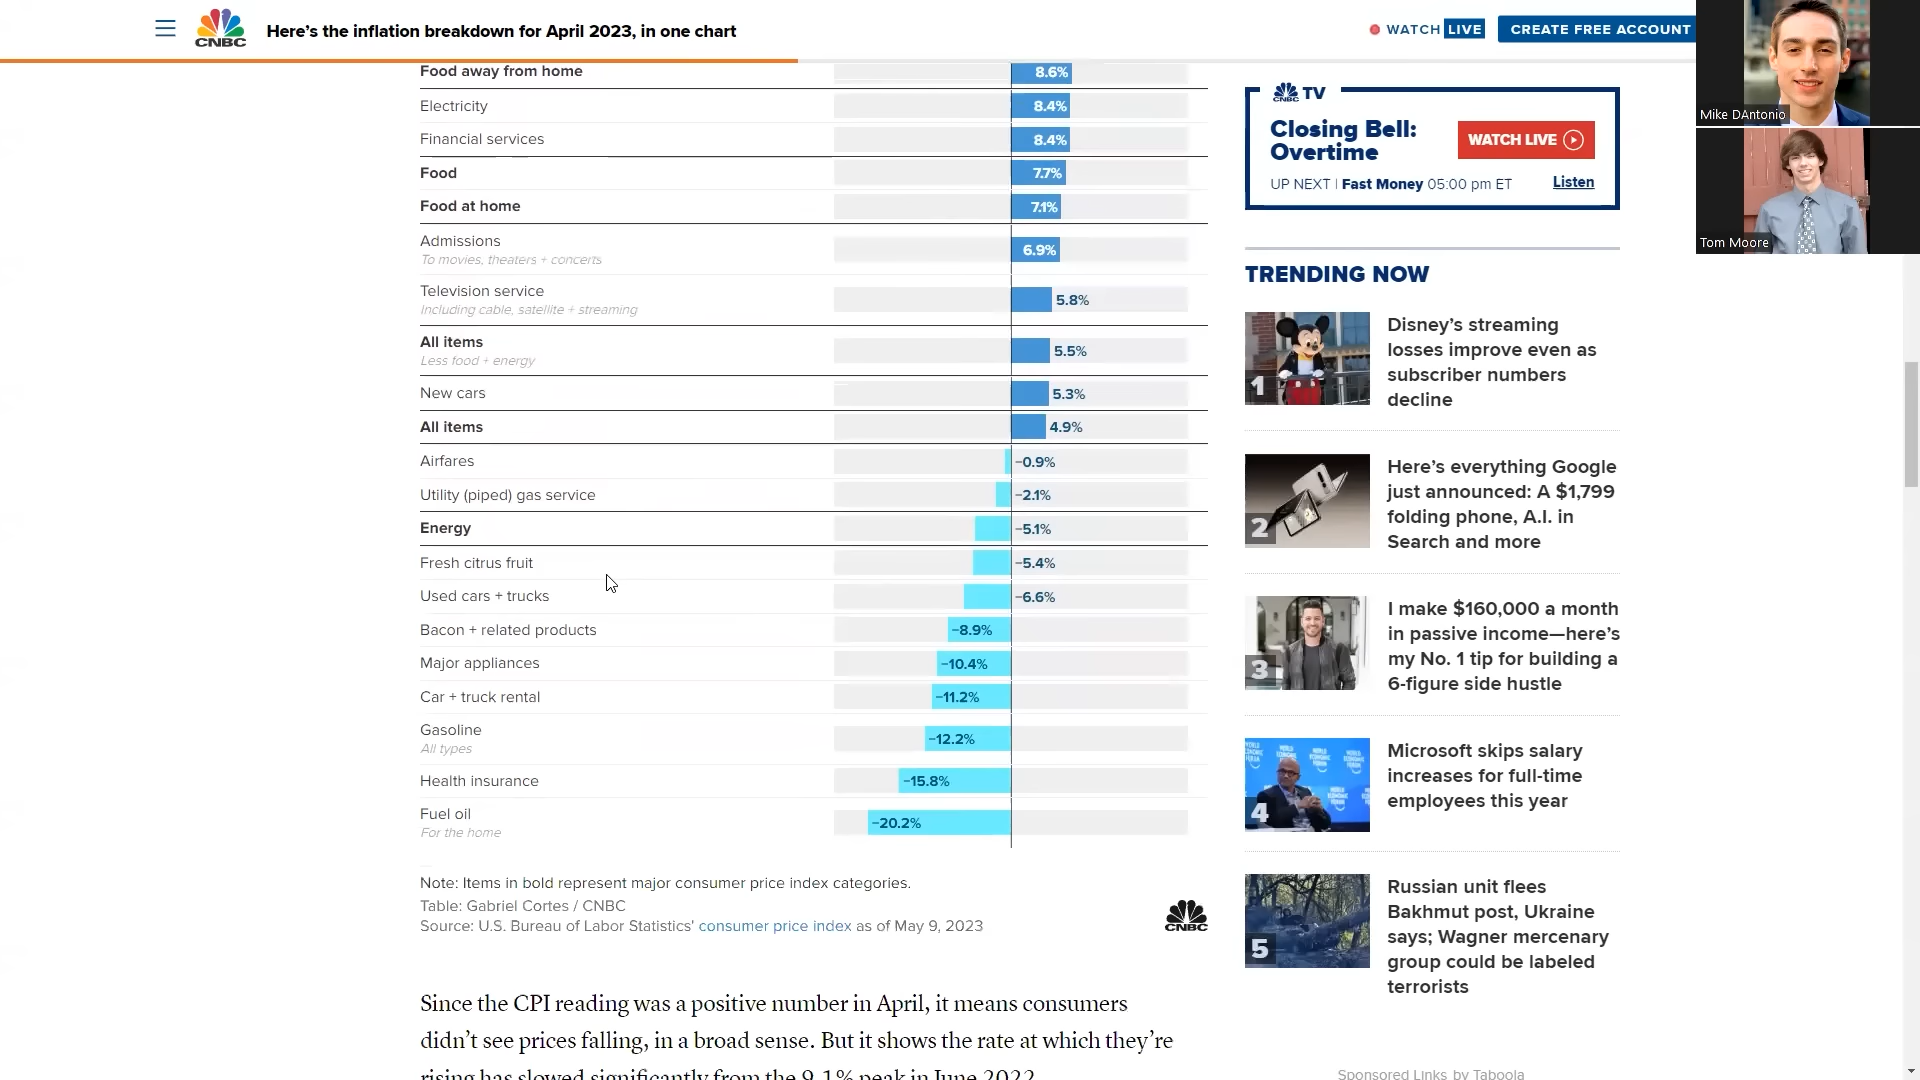 CNBC
Here's the inflation breakdown for April 2023, in one chart
WATCH LIVE
CREATE FREE ACCOUNT
Mike DAntonio
Tom Moore
Food away from home 8.6%
Electricity 8.4%
Financial services 8.4%
Food 7.7%
Food at home 7.1%
Admissions 6.9%
To movies, theaters + concerts
Television service 5.8%
Including cable, satellite + streaming
All items 5.5%
Less food + energy
New cars 5.3%
All items 4.9%
Airfares −0.9%
Utility (piped) gas service −2.1%
Energy −5.1%
Fresh citrus fruit −5.4%
Used cars + trucks −6.6%
Bacon + related products −8.9%
Major appliances −10.4%
Car + truck rental −11.2%
Gasoline −12.2%
All types
Health insurance −15.8%
Fuel oil −20.2%
For the home
Note: Items in bold represent major consumer price index categories.
Table: Gabriel Cortes / CNBC
Source: U.S. Bureau of Labor Statistics' consumer price index as of May 9, 2023
CNBC
Since the CPI reading was a positive number in April, it means consumers
didn't see prices falling, in a broad sense. But it shows the rate at which they're
rising has slowed significantly from the 9.1% peak in June 2022.
CNBC TV
Closing Bell:
Overtime
WATCH LIVE
UP NEXT | Fast Money 05:00 pm ET
Listen
TRENDING NOW
1
Disney's streaming
losses improve even as
subscriber numbers
decline
2
Here's everything Google
just announced: A $1,799
folding phone, A.I. in
Search and more
3
I make $160,000 a month
in passive income—here's
my No. 1 tip for building a
6-figure side hustle
4
Microsoft skips salary
increases for full-time
employees this year
5
Russian unit flees
Bakhmut post, Ukraine
says; Wagner mercenary
group could be labeled
terrorists
Sponsored Links by Taboola